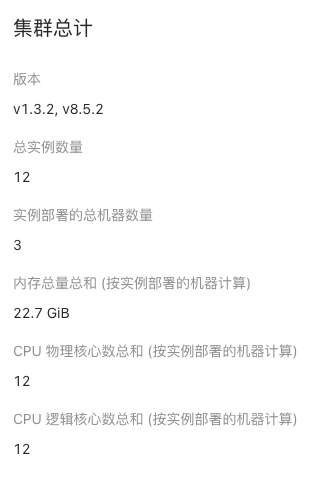 集群总计
版本
v1.3.2, v8.5.2
总实例数量
12
实例部署的总机器数量
3
内存总量总和 (按实例部署的机器计算)
22.7 GiB
CPU 物理核心数总和 (按实例部署的机器计算)
12
CPU 逻辑核心数总和 (按实例部署的机器计算)
12